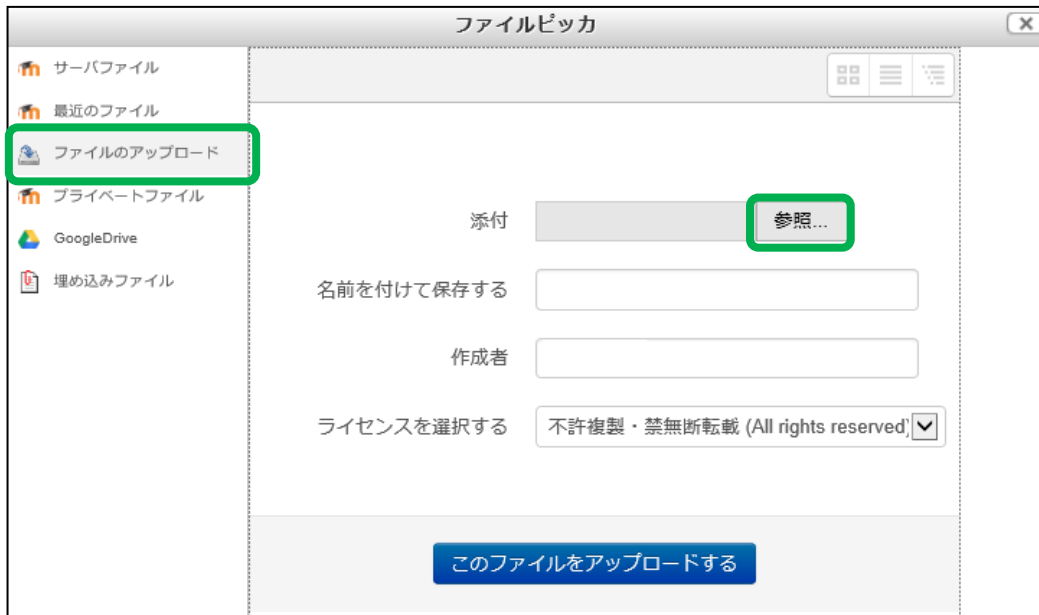 ファイルピッカ
サーバファイル
最近のファイル
ファイルのアップロード
プライベートファイル
GoogleDrive
埋め込みファイル
添付
参照...
名前を付けて保存する
作成者
ライセンスを選択する
不許複製・禁無断転載 (All rights reserved)
このファイルをアップロードする